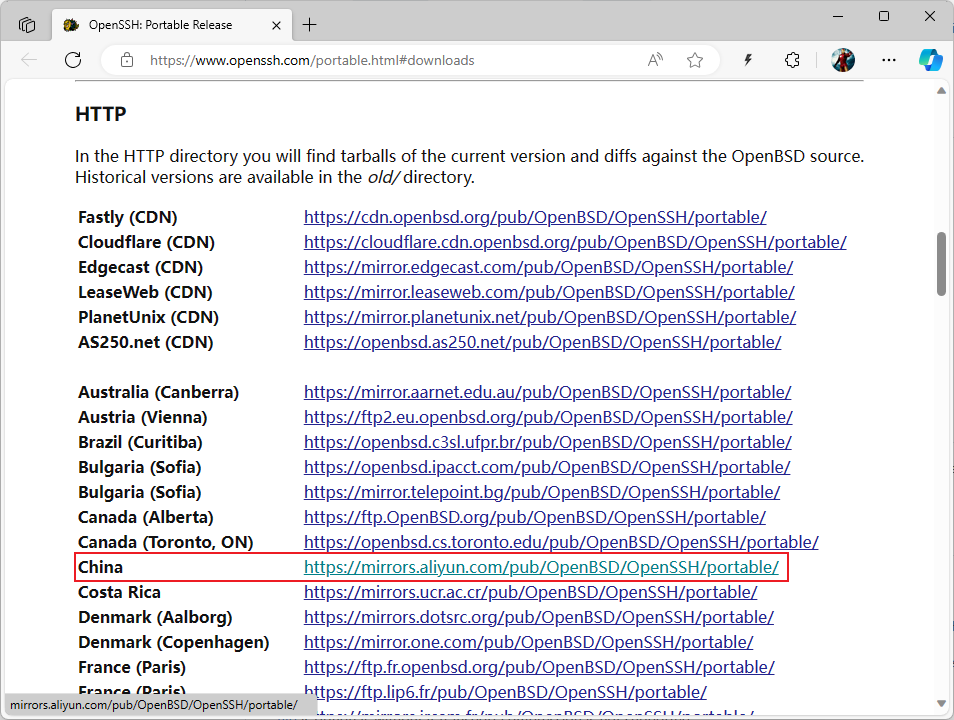 OpenSSH: Portable Release
https://www.openssh.com/portable.html#downloads
HTTP
In the HTTP directory you will find tarballs of the current version and diffs against the OpenBSD source.
Historical versions are available in the old/ directory.
Fastly (CDN) https://cdn.openbsd.org/pub/OpenBSD/OpenSSH/portable/
Cloudflare (CDN) https://cloudflare.cdn.openbsd.org/pub/OpenBSD/OpenSSH/portable/
Edgecast (CDN) https://mirror.edgecast.com/pub/OpenBSD/OpenSSH/portable/
LeaseWeb (CDN) https://mirror.leaseweb.com/pub/OpenBSD/OpenSSH/portable/
PlanetUnix (CDN) https://mirror.planetunix.net/pub/OpenBSD/OpenSSH/portable/
AS250.net (CDN) https://openbsd.as250.net/pub/OpenBSD/OpenSSH/portable/
Australia (Canberra) https://mirror.aarnet.edu.au/pub/OpenBSD/OpenSSH/portable/
Austria (Vienna) https://ftp2.eu.openbsd.org/pub/OpenBSD/OpenSSH/portable/
Brazil (Curitiba) https://openbsd.c3sl.ufpr.br/pub/OpenBSD/OpenSSH/portable/
Bulgaria (Sofia) https://openbsd.ipacct.com/pub/OpenBSD/OpenSSH/portable/
Bulgaria (Sofia) https://mirror.telepoint.bg/pub/OpenBSD/OpenSSH/portable/
Canada (Alberta) https://ftp.OpenBSD.org/pub/OpenBSD/OpenSSH/portable/
Canada (Toronto, ON) https://openbsd.cs.toronto.edu/pub/OpenBSD/OpenSSH/portable/
China https://mirrors.aliyun.com/pub/OpenBSD/OpenSSH/portable/
Costa Rica https://mirrors.ucr.ac.cr/pub/OpenBSD/OpenSSH/portable/
Denmark (Aalborg) https://mirrors.dotsrc.org/pub/OpenBSD/OpenSSH/portable/
Denmark (Copenhagen) https://mirror.one.com/pub/OpenBSD/OpenSSH/portable/
France (Paris) https://ftp.fr.openbsd.org/pub/OpenBSD/OpenSSH/portable/
France (Paris) https://ftp.lip6.fr/pub/OpenBSD/OpenSSH/portable/
mirrors.aliyun.com/pub/OpenBSD/OpenSSH/portable/